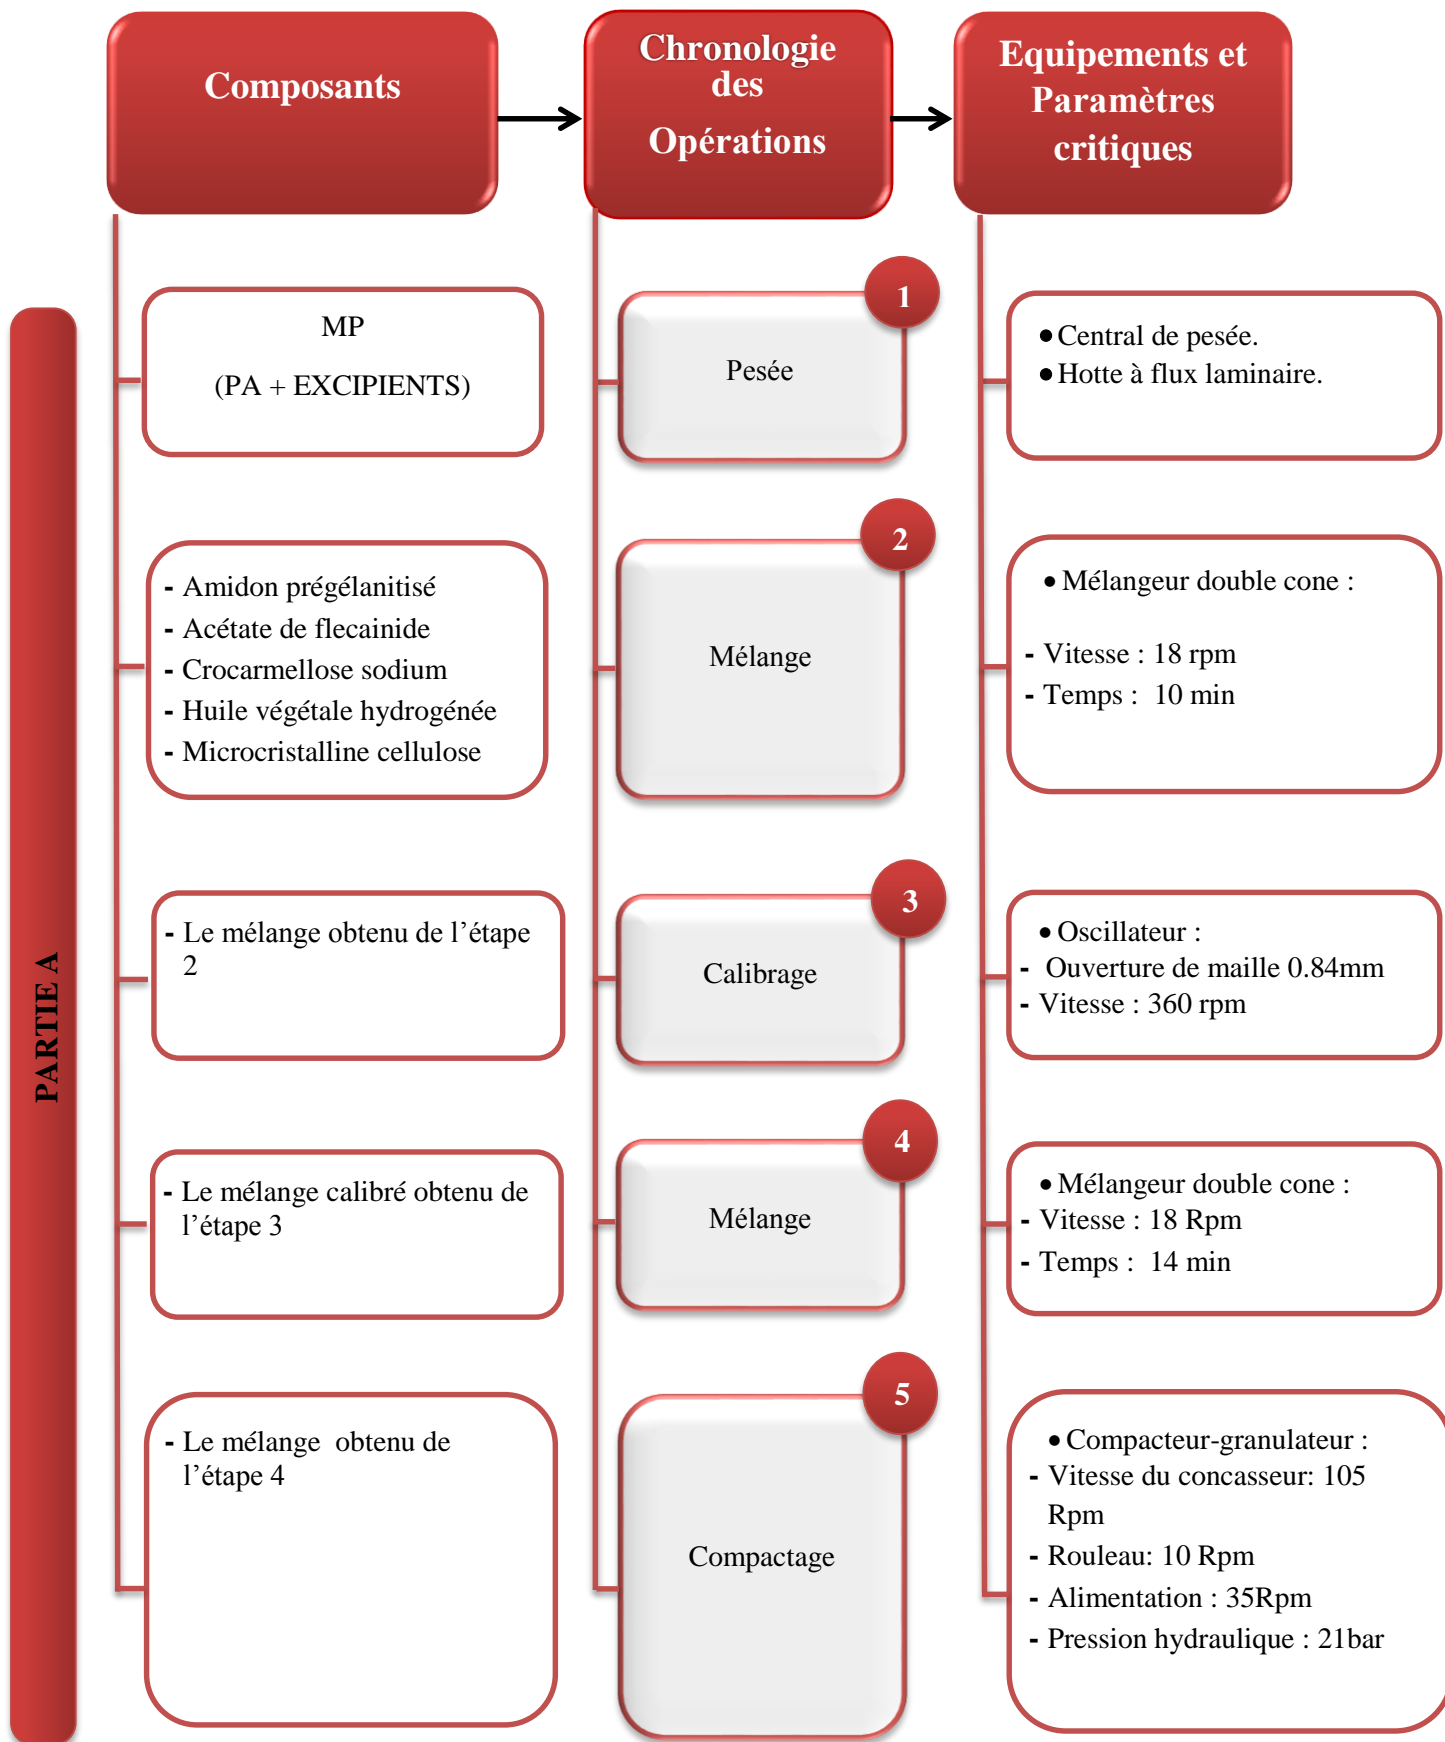 Composants
Chronologie
des
Opérations
Equipements et
Paramètres
critiques
PARTIE A
MP
(PA + EXCIPIENTS)
1
Pesée
• Central de pesée.
• Hotte à flux laminaire.
- Amidon prégélanitisé
- Acétate de flecainide
- Crocarmellose sodium
- Huile végétale hydrogénée
- Microcristalline cellulose
2
Mélange
• Mélangeur double cone :
- Vitesse : 18 rpm
- Temps : 10 min
- Le mélange obtenu de l’étape
2
3
Calibrage
• Oscillateur :
- Ouverture de maille 0.84mm
- Vitesse : 360 rpm
- Le mélange calibré obtenu de
l’étape 3
4
Mélange
• Mélangeur double cone :
- Vitesse : 18 Rpm
- Temps : 14 min
- Le mélange obtenu de
l’étape 4
5
Compactage
• Compacteur-granulateur :
- Vitesse du concasseur: 105
Rpm
- Rouleau: 10 Rpm
- Alimentation : 35Rpm
- Pression hydraulique : 21bar